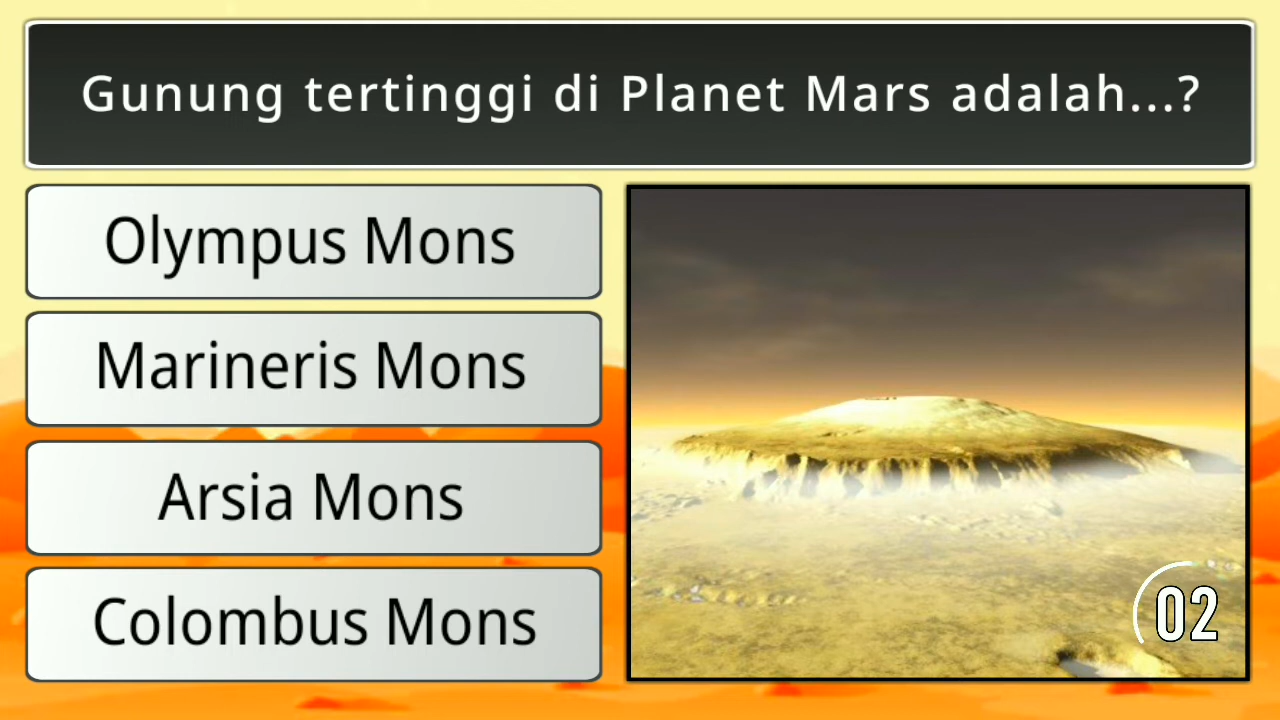 Gunung tertinggi di Planet Mars adalah...?
Olympus Mons
Marineris Mons
Arsia Mons
Colombus Mons
02